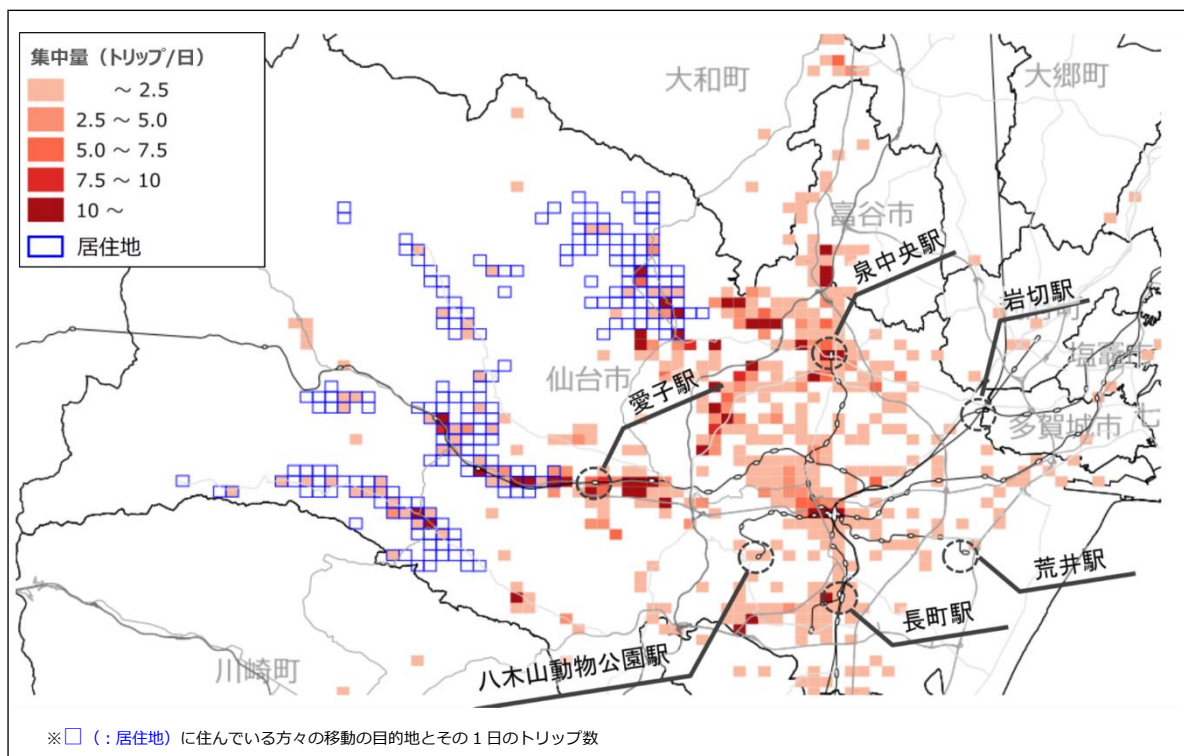 集中量（トリップ/日）
～ 2.5
2.5 ～ 5.0
5.0 ～ 7.5
7.5 ～ 10
10 ～
居住地
大和町
大郷町
富谷市
泉中央駅
岩切駅
塩竈市
仙台市
愛子駅
多賀城市
七
荒井駅
長町駅
八木山動物公園駅
川崎町
※□（：居住地）に住んでいる方々の移動の目的地とその１日のトリップ数